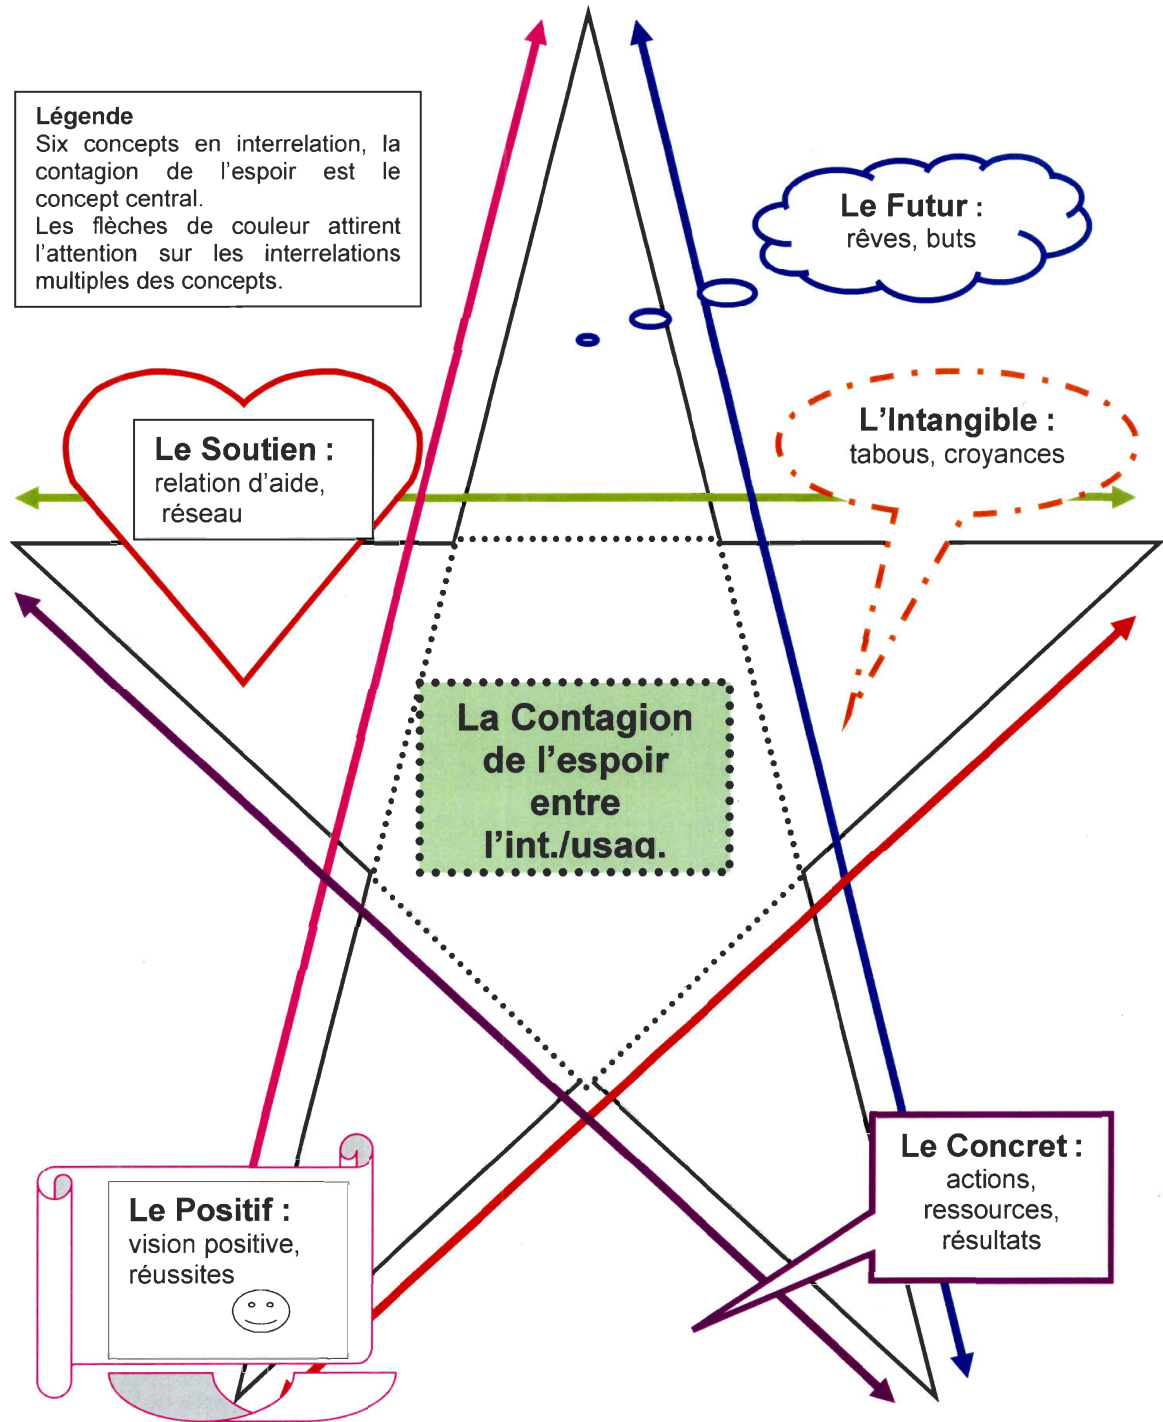 Légende
Six concepts en interrelation, la
contagion de l'espoir est le
concept central.
Les flèches de couleur attirent
l'attention sur les interrelations
multiples des concepts.
Le Futur :
rêves, buts
L'Intangible :
tabous, croyances
Le Soutien :
relation d'aide,
réseau
La Contagion
de l'espoir
entre
l'int./usag.
Le Concret :
actions,
ressources,
résultats
Le Positif :
vision positive,
réussites